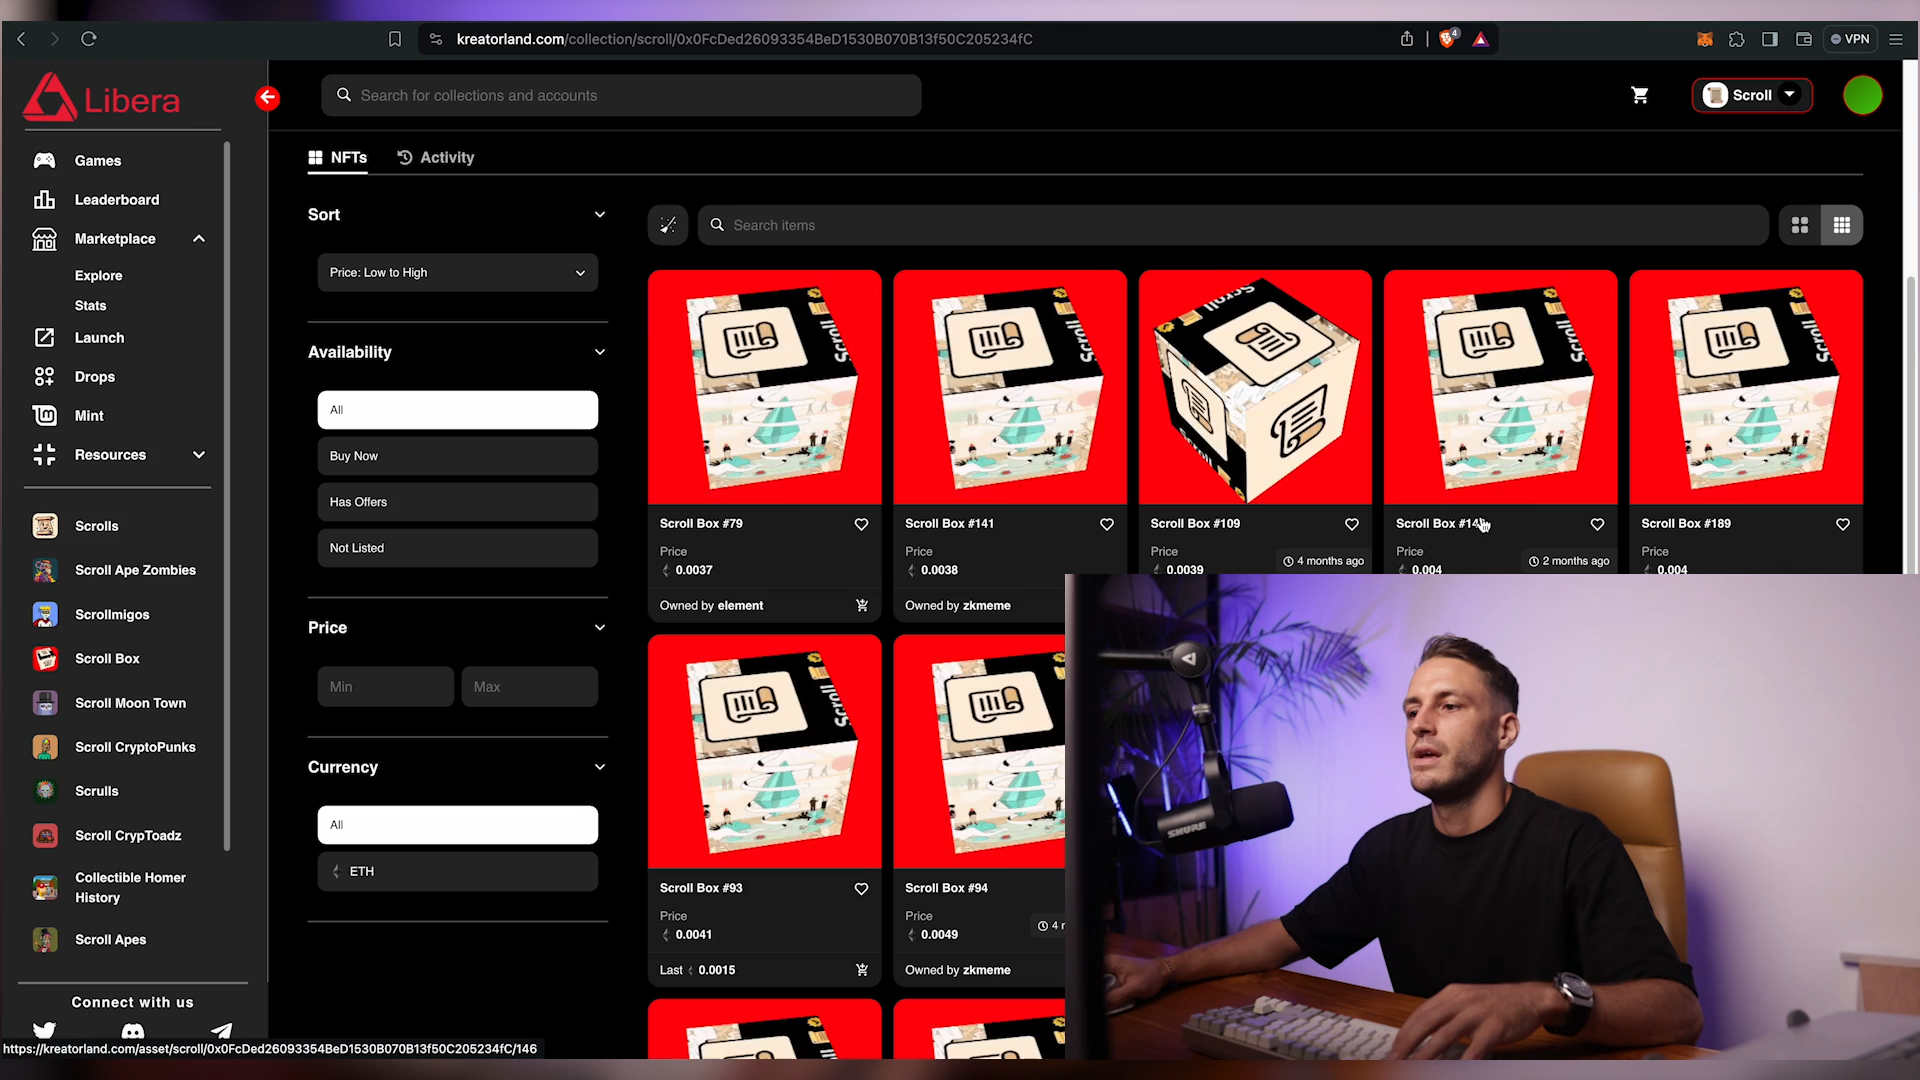 kreatorland.com/collection/scroll/0x0FcDed26093354BeD1530B070B13f50C205234fC
4
VPN
Libera
Search for collections and accounts
Scroll
Games
Leaderboard
Marketplace
Explore
Stats
Launch
Drops
Mint
Resources
Scrolls
Scroll Ape Zombies
Scrollmigos
Scroll Box
Scroll Moon Town
Scroll CryptoPunks
Scrulls
Scroll CrypToadz
Collectible Homer
History
Scroll Apes
Connect with us
NFTs
Activity
Sort
Price: Low to High
Availability
All
Buy Now
Has Offers
Not Listed
Price
Min
Max
Currency
All
ETH
Search items
Scroll Box #79
Price
0.0037
Owned by element
Scroll Box #141
Price
0.0038
Owned by zkmeme
Scroll Box #109
Price
4 months ago
0.0039
Scroll Box #14
Price
2 months ago
0.004
Scroll Box #189
Price
0.004
Scroll Box #93
Price
0.0041
Last 0.0015
Scroll Box #94
Price
4
0.0049
Owned by zkmeme
SHURE
https://kreatorland.com/asset/scroll/0x0FcDed26093354BeD1530B070B13f50C205234fC/146